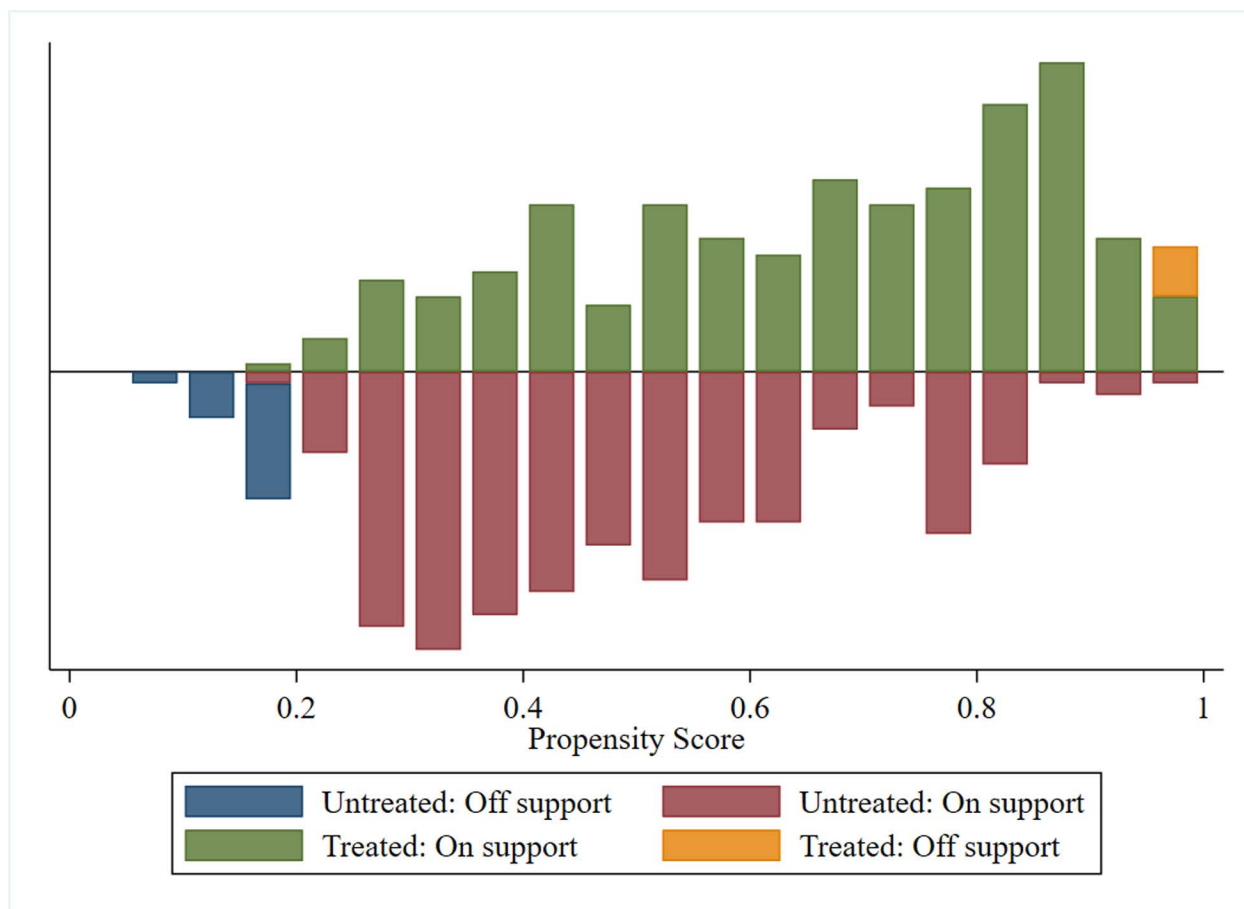 0 0.2 0.4 0.6 0.8 1
Propensity Score
Untreated: Off support Untreated: On support
Treated: On support Treated: Off support